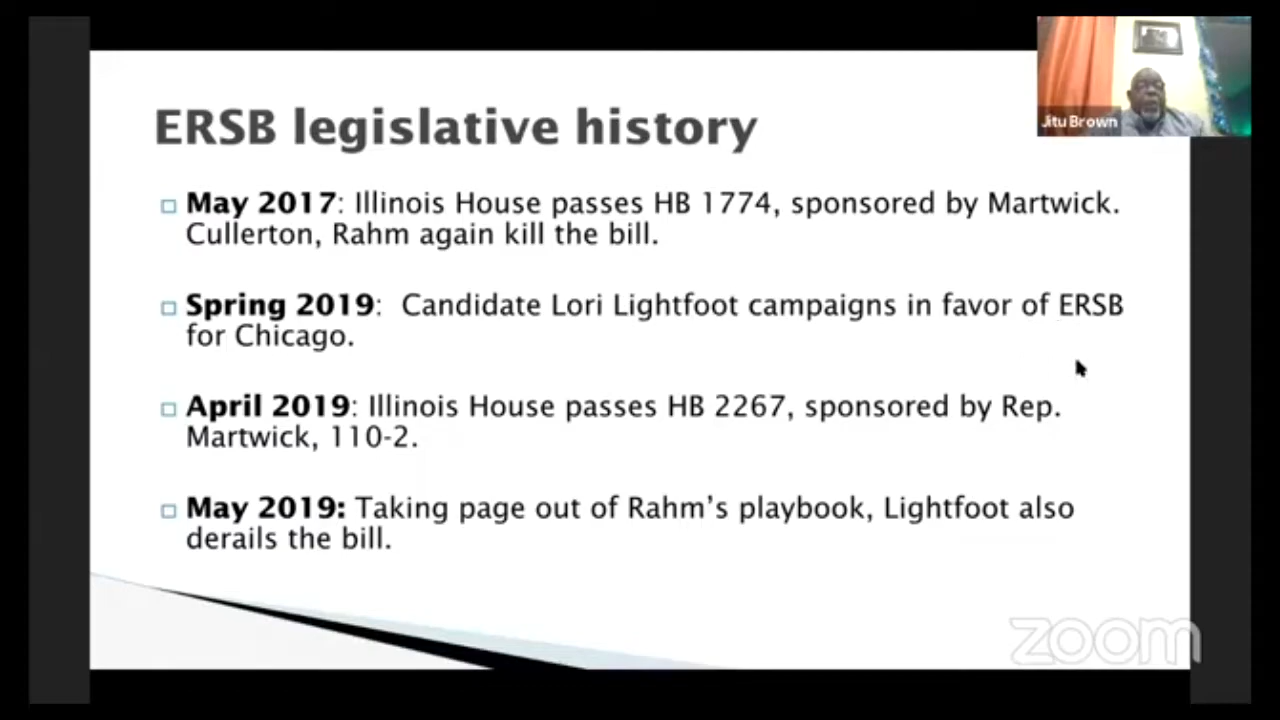 Jitu Brown
ERSB legislative history
May 2017: Illinois House passes HB 1774, sponsored by Martwick.
Cullerton, Rahm again kill the bill.
Spring 2019:  Candidate Lori Lightfoot campaigns in favor of ERSB
for Chicago.
April 2019: Illinois House passes HB 2267, sponsored by Rep.
Martwick, 110-2.
May 2019: Taking page out of Rahm’s playbook, Lightfoot also
derails the bill.
zoom